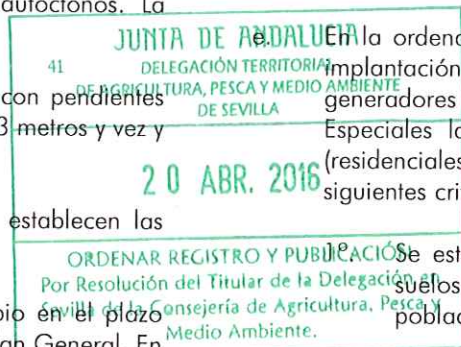 autóctonos. La
con pendientes
3 metros y vez y
establecen las
pio en el plazo
an General. En
JUNTA DE ANDALUCIA
41 DELEGACIÓN TERRITORIAL
DE AGRICULTURA, PESCA Y MEDIO AMBIENTE
DE SEVILLA
20 ABR. 2016
ORDENAR REGISTRO Y PUBLICACIÓN
Por Resolución del Titular de la Delegación en
Sevilla de la Consejería de Agricultura, Pesca y
Medio Ambiente.
e. En la ordenac
implantación
generadores
Especiales la
(residenciales
siguientes cri
1º. Se est
suelos
poblac